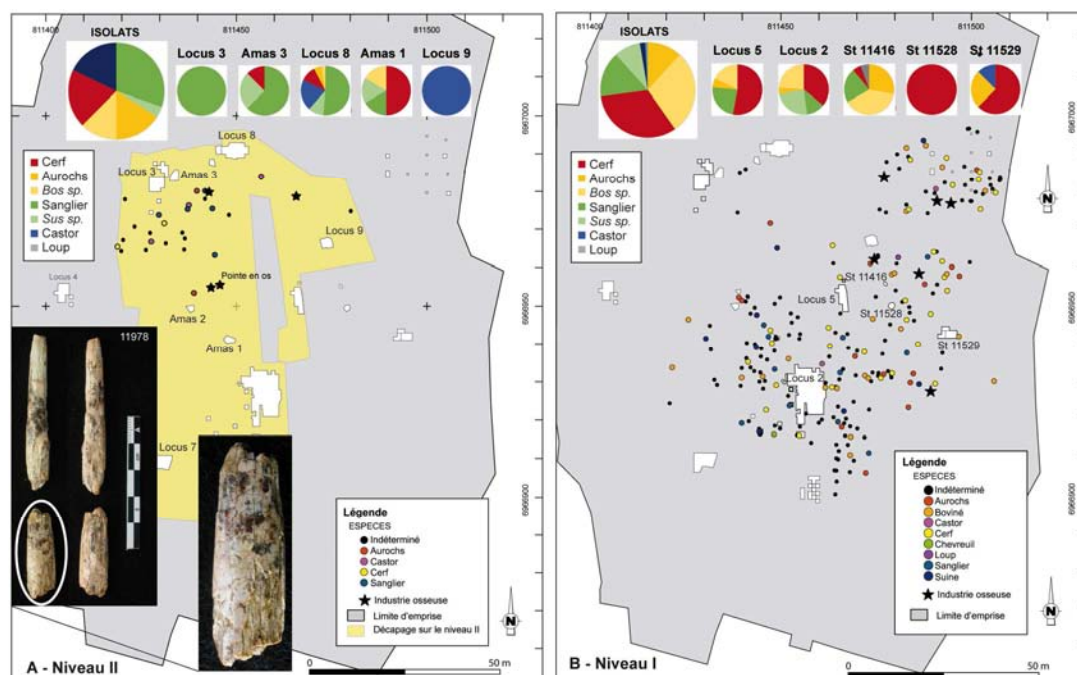 811400
811450
811500
ISOLATS
Locus 3
Amas 3
Locus 8
Amas 1
Locus 9
6967000
Cerf
Aurochs
Bos sp.
Sanglier
Sus sp.
Castor
Loup
Locus 8
Locus 3
Amas 3
Locus 9
Locus 4
Pointe en os
6966950
Amas 2
Amas 1
11978
Locus 7
6966900
Légende
ESPECES
Indéterminé
Aurochs
Castor
Cerf
Sanglier
Industrie osseuse
Limite d'emprise
Décapage sur le niveau II
N
A - Niveau II
0
50 m
811400
811450
811500
ISOLATS
Locus 5
Locus 2
St 11416
St 11528
St 11529
6967000
Cerf
Aurochs
Bos sp.
Sanglier
Sus sp.
Castor
Loup
N
St 11416
Locus 5
6966950
St 11528
St 11529
Locus 2
6966900
Légende
ESPECES
Indéterminé
Aurochs
Boviné
Castor
Cerf
Chevreuil
Loup
Sanglier
Suine
Industrie osseuse
Limite d'emprise
N
B - Niveau I
0
50 m